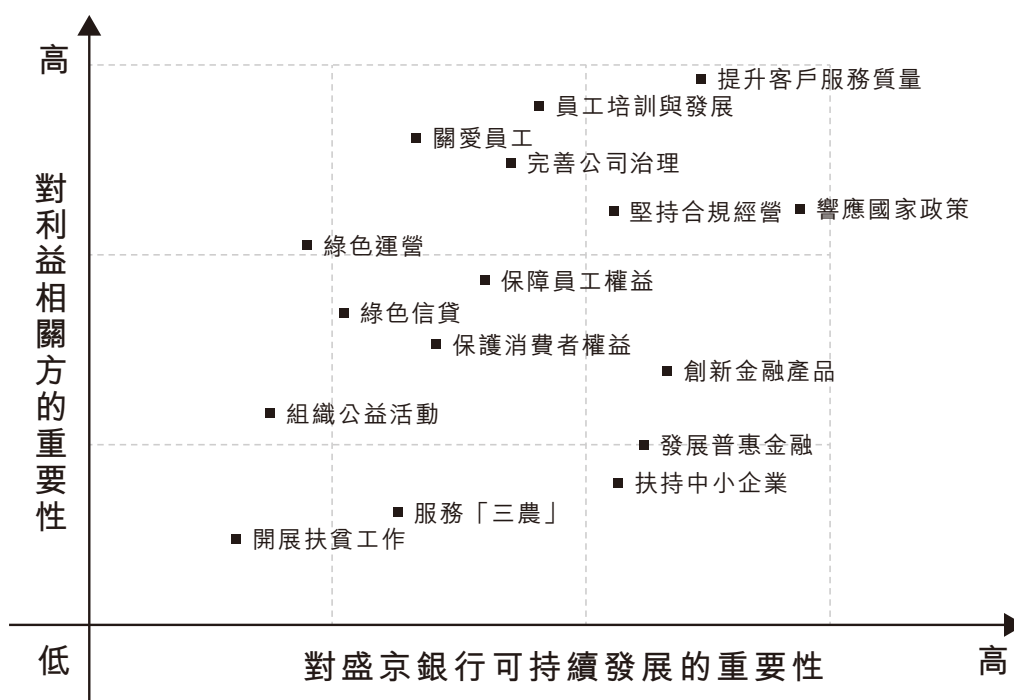 高
對利益相關方的重要性
提升客戶服務質量
員工培訓與發展
關愛員工
完善公司治理
堅持合規經營
響應國家政策
綠色運營
保障員工權益
綠色信貸
保護消費者權益
創新金融產品
組織公益活動
發展普惠金融
扶持中小企業
服務「三農」
開展扶貧工作
低
對盛京銀行可持續發展的重要性
高